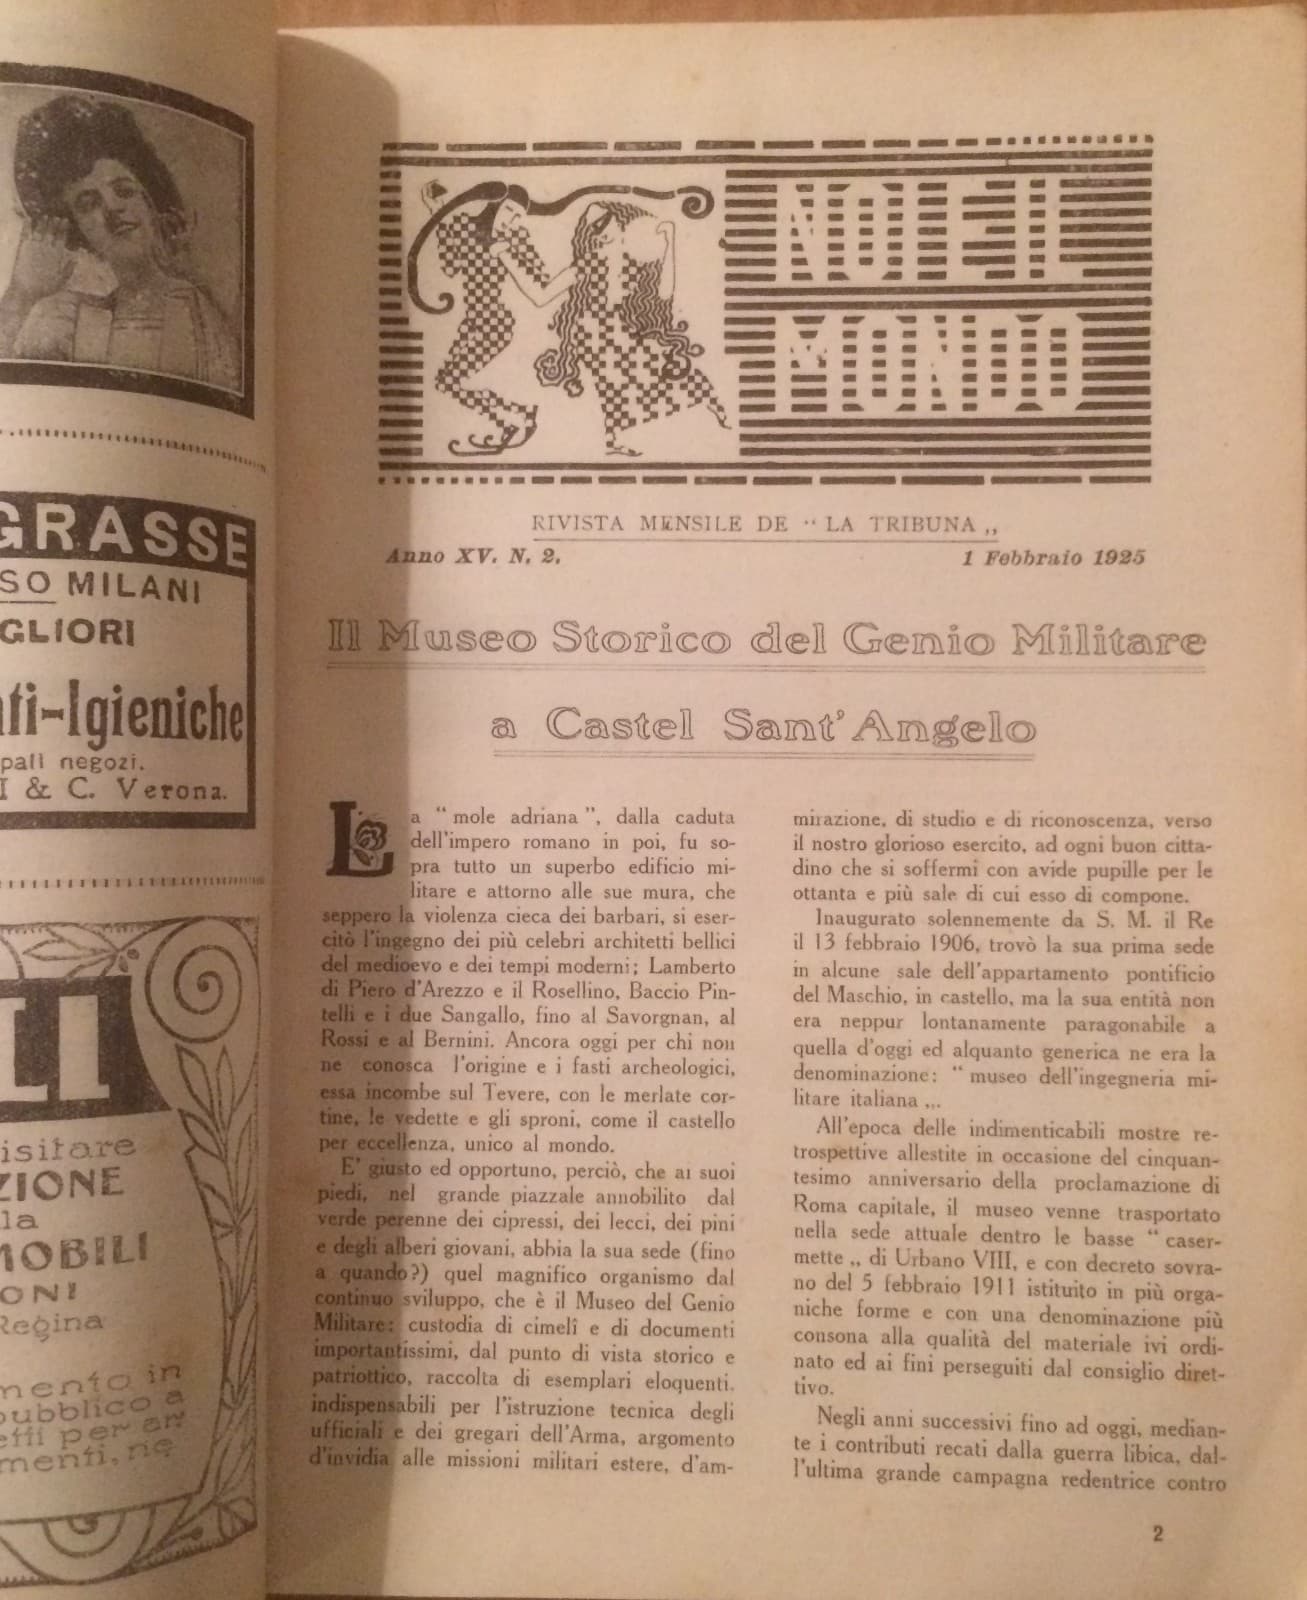 GRASSE
SO MILANI
GLIORI
ti-Igieniche
pali negozi.
I & C. Verona.
LI
isitare
ZIONE
la
MOBILI
ONI
Regina
mento in
pubblico a
etti per ar
menti, ne
NOEL
MONDO
RIVISTA MENSILE DE “ LA TRIBUNA „
Anno XV. N. 2.
1 Febbraio 1925
Il Museo Storico del Genio Militare
a Castel Sant' Angelo
La “ mole adriana ”, dalla caduta
dell'impero romano in poi, fu so-
pra tutto un superbo edificio mi-
litare e attorno alle sue mura, che
seppero la violenza cieca dei barbari, si eser-
citò l'ingegno dei più celebri architetti bellici
del medioevo e dei tempi moderni; Lamberto
di Piero d'Arezzo e il Rosellino, Baccio Pin-
telli e i due Sangallo, fino al Savorgnan, al
Rossi e al Bernini. Ancora oggi per chi non
ne conosca l'origine e i fasti archeologici,
essa incombe sul Tevere, con le merlate cor-
tine, le vedette e gli sproni, come il castello
per eccellenza, unico al mondo.
E' giusto ed opportuno, perciò, che ai suoi
piedi, nel grande piazzale annobilito dal
verde perenne dei cipressi, dei lecci, dei pini
e degli alberi giovani, abbia la sua sede (fino
a quando?) quel magnifico organismo dal
continuo sviluppo, che è il Museo del Genio
Militare: custodia di cimelî e di documenti
importantissimi, dal punto di vista storico e
patriottico, raccolta di esemplari eloquenti.
indispensabili per l'istruzione tecnica degli
ufficiali e dei gregari dell'Arma, argomento
d'invidia alle missioni militari estere, d'am-
mirazione, di studio e di riconoscenza, verso
il nostro glorioso esercito, ad ogni buon citta-
dino che si soffermi con avide pupille per le
ottanta e più sale di cui esso di compone.
Inaugurato solennemente da S. M. il Re
il 13 febbraio 1906, trovò la sua prima sede
in alcune sale dell'appartamento pontificio
del Maschio, in castello, ma la sua entità non
era neppur lontanamente paragonabile a
quella d'oggi ed alquanto generica ne era la
denominazione: “ museo dell'ingegneria mi-
litare italiana „.
All'epoca delle indimenticabili mostre re-
trospettive allestite in occasione del cinquan-
tesimo anniversario della proclamazione di
Roma capitale, il museo venne trasportato
nella sede attuale dentro le basse “ caser-
mette „ di Urbano VIII, e con decreto sovra-
no del 5 febbraio 1911 istituito in più orga-
niche forme e con una denominazione più
consona alla qualità del materiale ivi ordi-
nato ed ai fini perseguiti dal consiglio diret-
tivo.
Negli anni successivi fino ad oggi, median-
te i contributi recati dalla guerra libica, dal-
l'ultima grande campagna redentrice contro
2